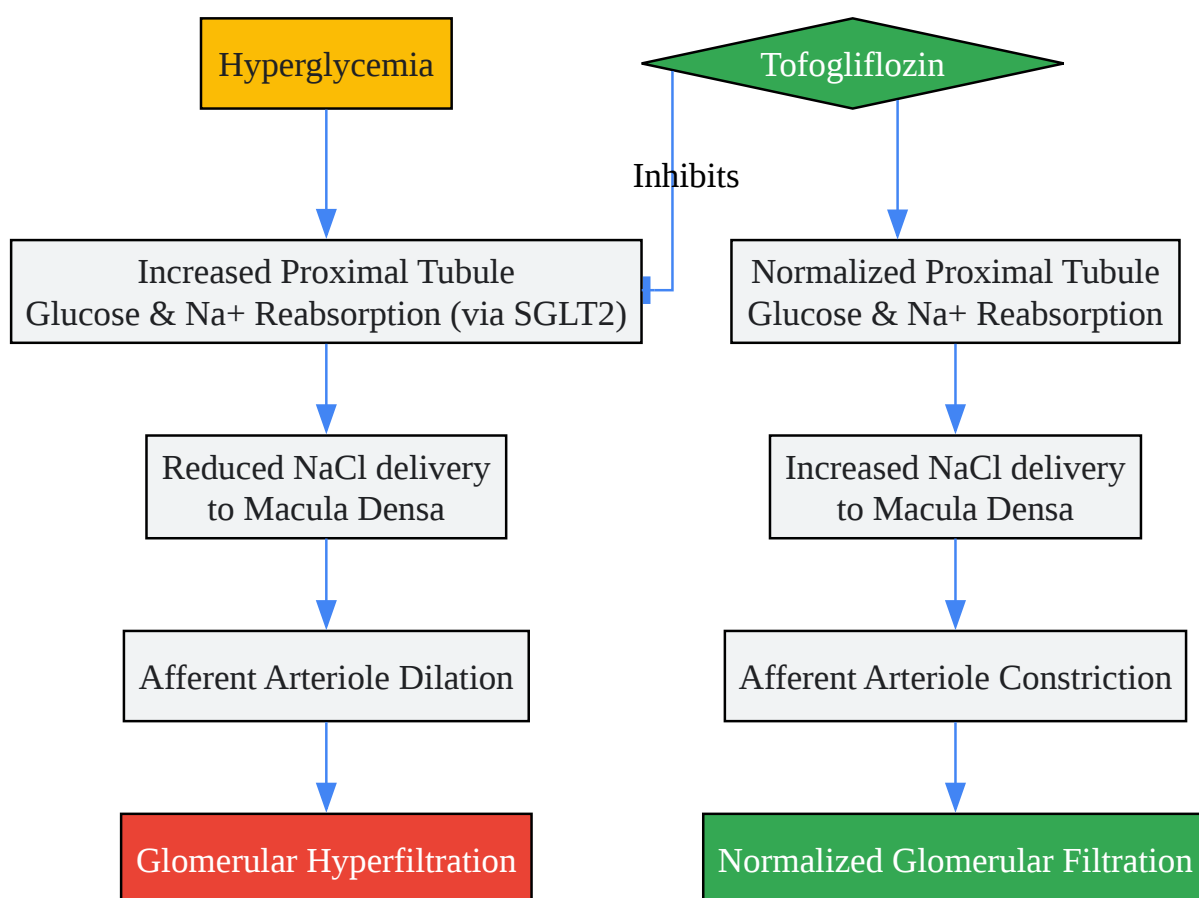 Hyperglycemia
Tofogliflozin
Inhibits
Increased Proximal Tubule
Glucose & Na+ Reabsorption (via SGLT2)
Normalized Proximal Tubule
Glucose & Na+ Reabsorption
Reduced NaCl delivery
to Macula Densa
Increased NaCl delivery
to Macula Densa
Afferent Arteriole Dilation
Afferent Arteriole Constriction
Glomerular Hyperfiltration
Normalized Glomerular Filtration